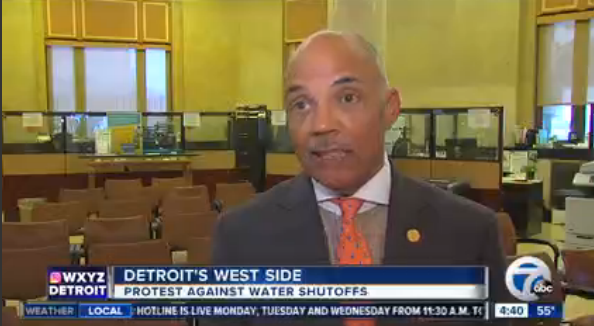 @WXYZ
DETROIT
DETROIT'S WEST SIDE
PROTEST AGAINST WATER SHUTOFFS
7 abc
WEATHER LOCAL HOTLINE IS LIVE MONDAY, TUESDAY AND WEDNESDAY FROM 11:30 A.M. TO 4:40 55°